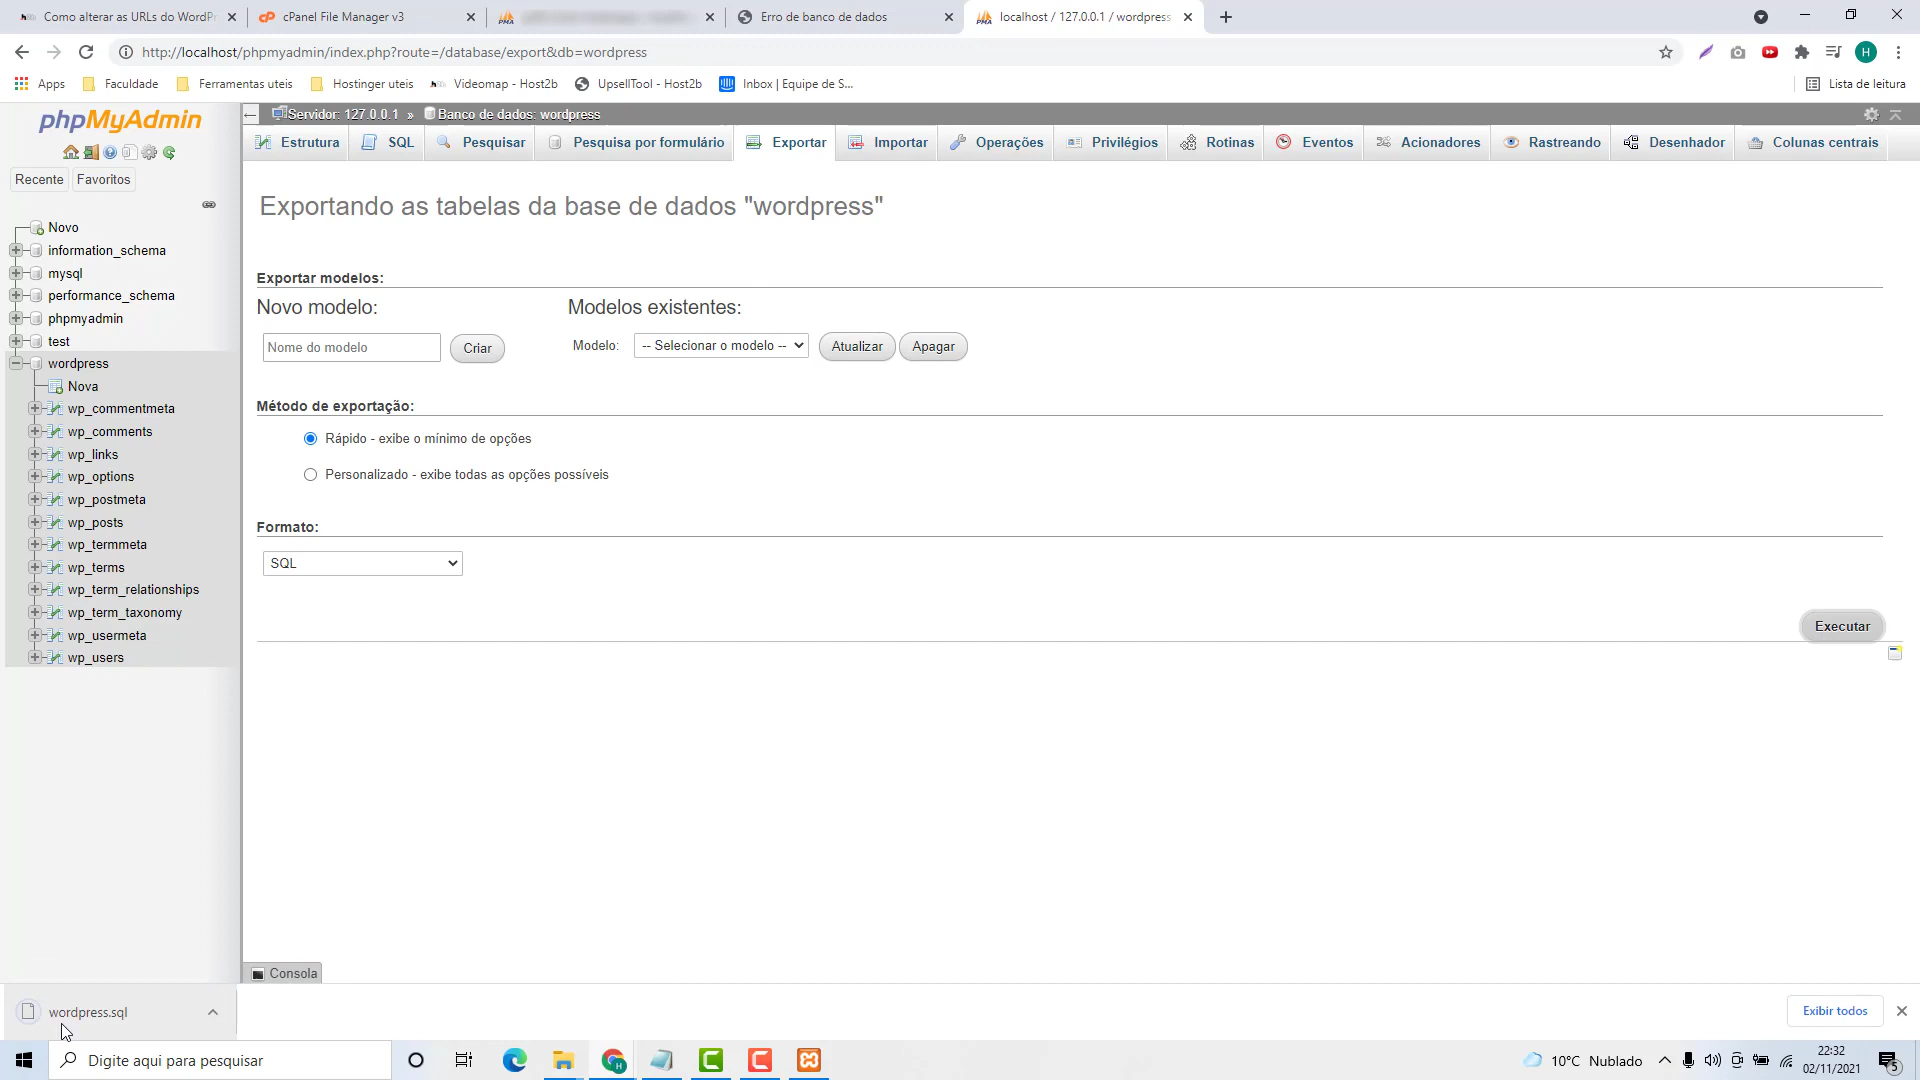 Como alterar as URLs do WordPr
cPanel File Manager v3
Erro de banco de dados
localhost / 127.0.0.1 / wordpress
http://localhost/phpmyadmin/index.php?route=/database/export&db=wordpress
H
Apps
Faculdade
Ferramentas uteis
Hostinger uteis
Videomap - Host2b
UpsellTool - Host2b
Inbox | Equipe de S...
Lista de leitura
phpMyAdmin
Recente
Favoritos
Novo
information_schema
mysql
performance_schema
phpmyadmin
test
wordpress
Nova
wp_commentmeta
wp_comments
wp_links
wp_options
wp_postmeta
wp_posts
wp_termmeta
wp_terms
wp_term_relationships
wp_term_taxonomy
wp_usermeta
wp_users
Servidor: 127.0.0.1 » Banco de dados: wordpress
Estrutura
SQL
Pesquisar
Pesquisa por formulário
Exportar
Importar
Operações
Privilégios
Rotinas
Eventos
Acionadores
Rastreando
Desenhador
Colunas centrais
Exportando as tabelas da base de dados "wordpress"
Exportar modelos:
Novo modelo:
Nome do modelo
Criar
Modelos existentes:
Modelo:
-- Selecionar o modelo --
Atualizar
Apagar
Método de exportação:
Rápido - exibe o mínimo de opções
Personalizado - exibe todas as opções possíveis
Formato:
SQL
Executar
Consola
wordpress.sql
Exibir todos
Digite aqui para pesquisar
10°C Nublado
22:32
02/11/2021
5